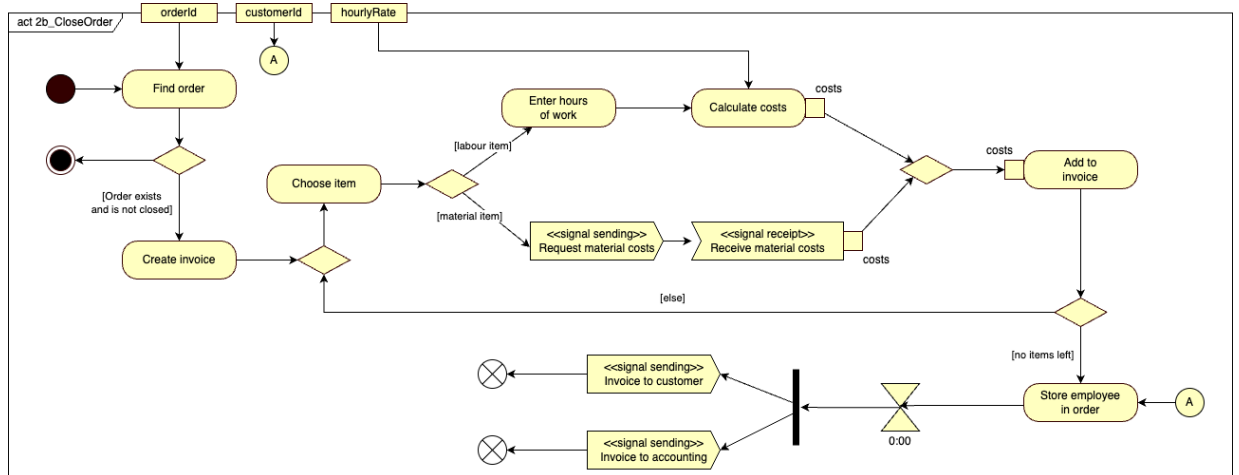 act 2b_CloseOrder
orderId
customerId
hourlyRate
A
Find order
Enter hours
of work
Calculate costs
costs
[labour item]
costs
Add to
invoice
Choose item
[Order exists
and is not closed]
[material item]
<<signal sending>>
Request material costs
<<signal receipt>>
Receive material costs
costs
Create invoice
[else]
[no items left]
<<signal sending>>
Invoice to customer
Store employee
in order
A
0:00
<<signal sending>>
Invoice to accounting